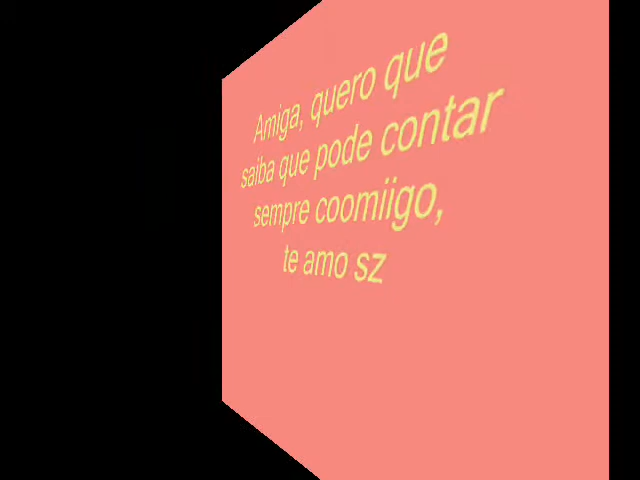 Amiga, quero que
saiba que pode contar
sempre coomiigo,
te amo sz